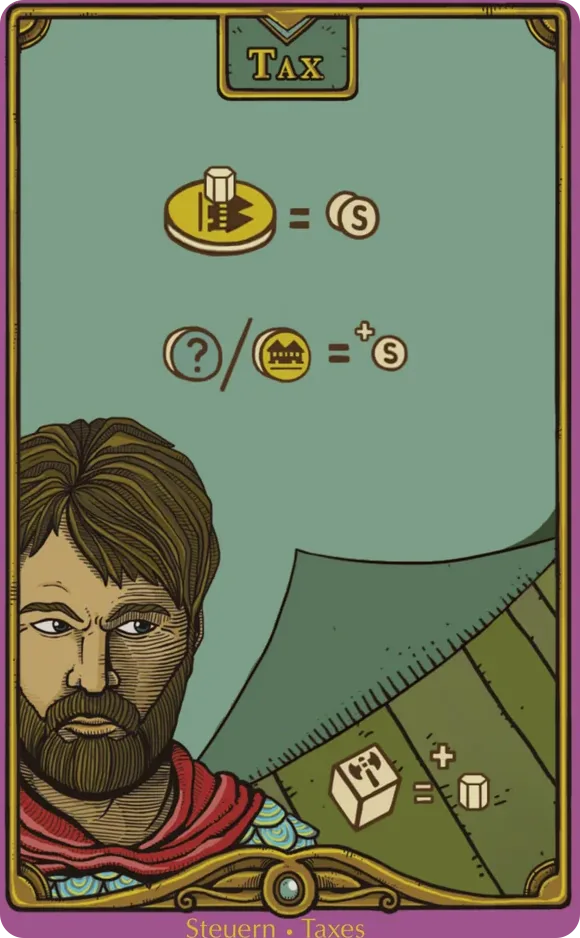 TAX
= S
?/ = +S
= +
Steuern • Taxes